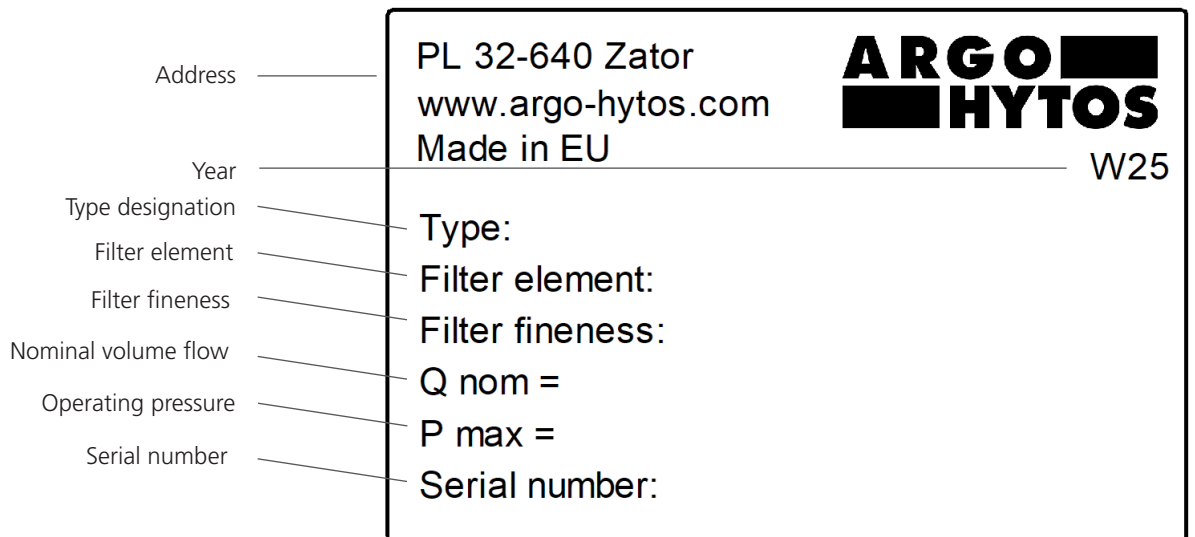 Address
PL 32-640 Zator
ARGO
www.argo-hytos.com
HYTOS
Made in EU
Year
W25
Type designation
Type:
Filter element
Filter element:
Filter fineness
Filter fineness:
Nominal volume flow
Q nom =
Operating pressure
P max =
Serial number
Serial number: